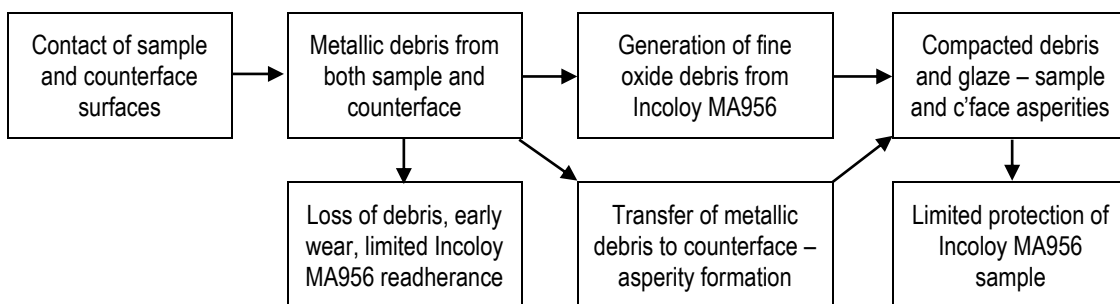 Contact of sample
and counterface
surfaces
Metallic debris from
both sample and
counterface
Generation of fine
oxide debris from
Incoloy MA956
Compacted debris
and glaze – sample
and c'face asperities
Loss of debris, early
wear, limited Incoloy
MA956 readherance
Transfer of metallic
debris to counterface –
asperity formation
Limited protection of
Incoloy MA956
sample